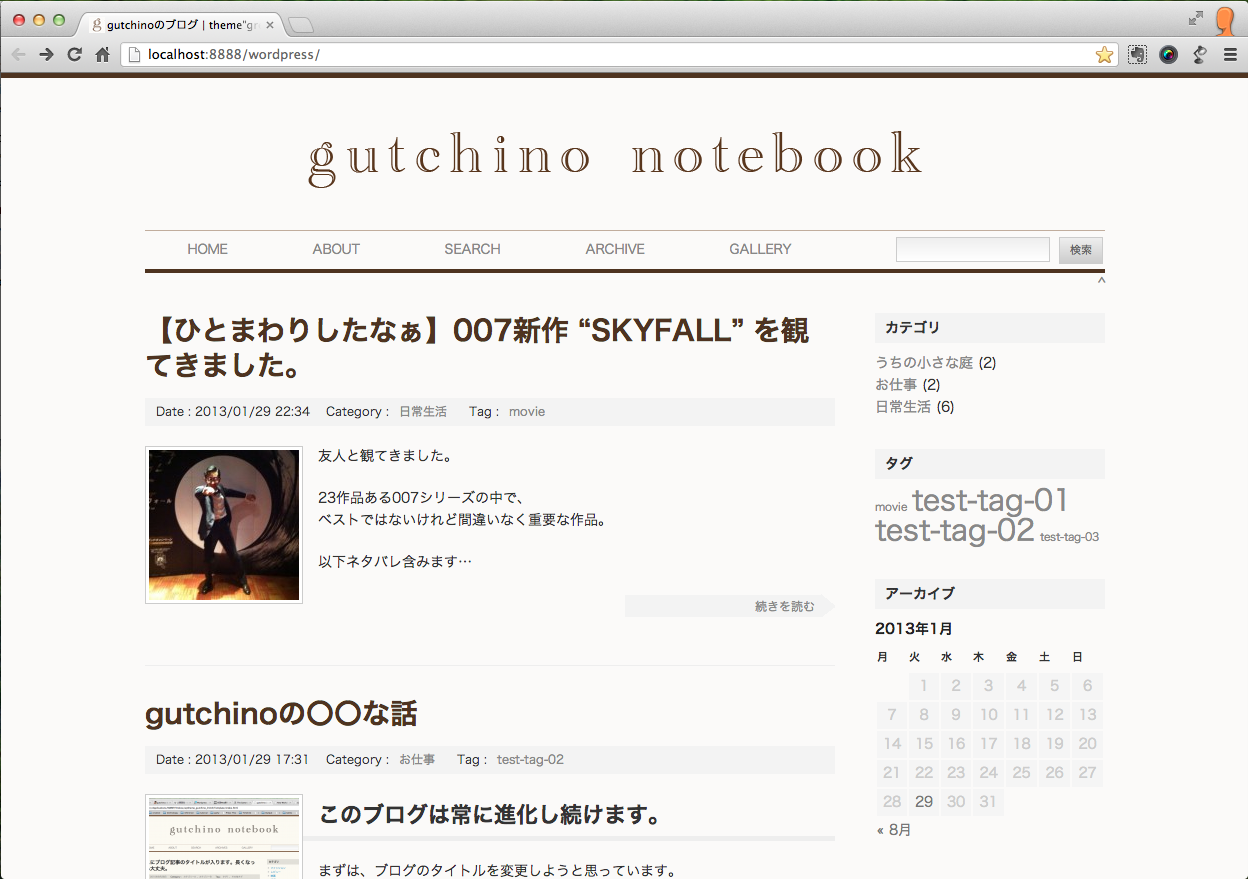 gutchinoのブログ | theme"gr
localhost:8888/wordpress/
gutchino notebook
HOME ABOUT SEARCH ARCHIVE GALLERY 検索
【ひとまわりしたなぁ】007新作 “SKYFALL” を観
てきました。
Date : 2013/01/29 22:34 Category : 日常生活 Tag : movie
友人と観てきました。
23作品ある007シリーズの中で、
ベストではないけれど間違いなく重要な作品。
以下ネタバレ含みます…
続きを読む
gutchinoの〇〇な話
Date : 2013/01/29 17:31 Category : お仕事 Tag : test-tag-02
gutchino notebook
このブログは常に進化し続けます。
まずは、ブログのタイトルを変更しようと思っています。
カテゴリ
うちの小さな庭 (2)
お仕事 (2)
日常生活 (6)
タグ
movie test-tag-01
test-tag-02 test-tag-03
アーカイブ
2013年1月
月 火 水 木 金 土 日
1 2 3 4 5 6
7 8 9 10 11 12 13
14 15 16 17 18 19 20
21 22 23 24 25 26 27
28 29 30 31
« 8月